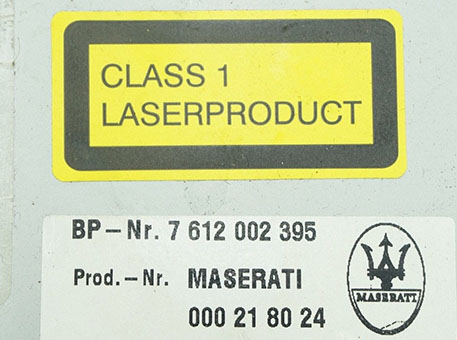 CLASS 1
LASERPRODUCT
BP-Nr. 7 612 002 395
Prod.-Nr. MASERATI
MASERATI
000 21 80 24